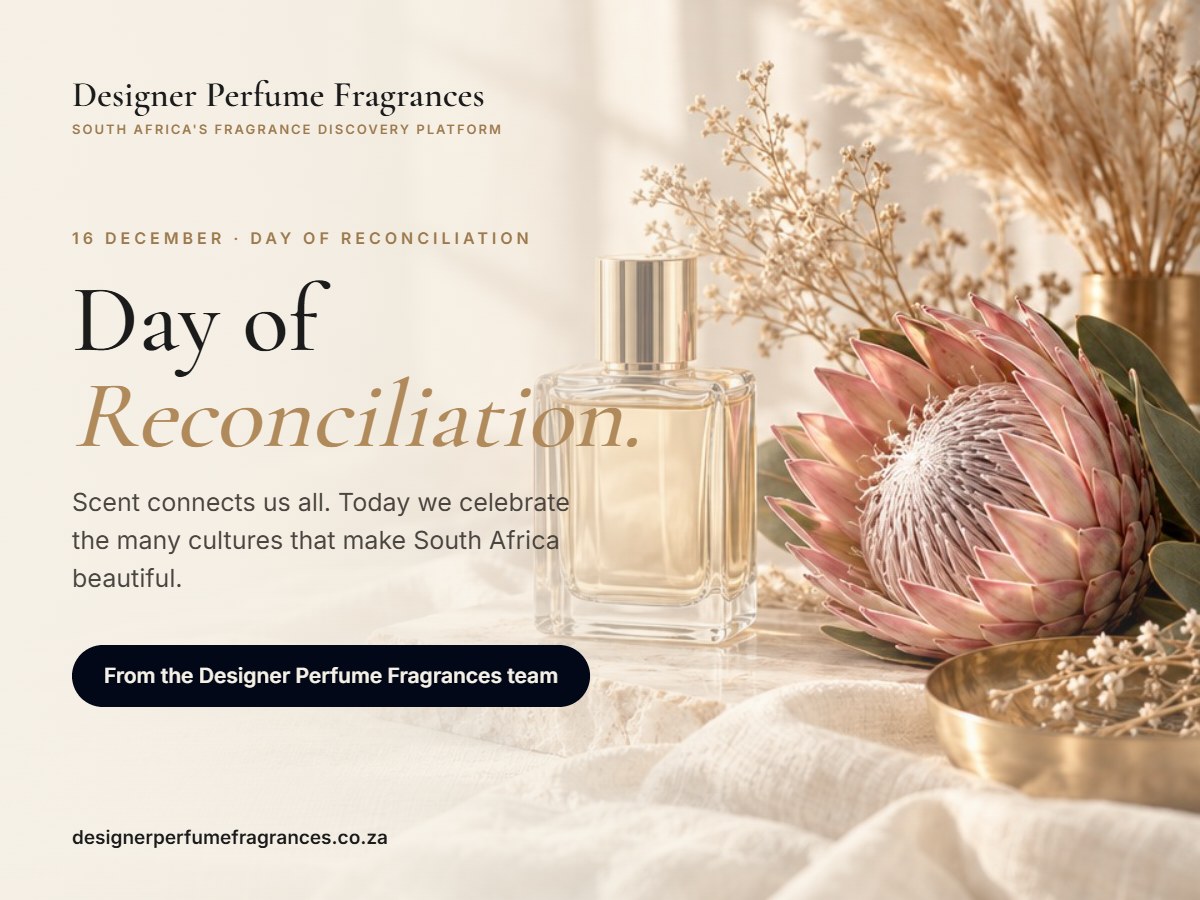 Designer Perfume Fragrances
SOUTH AFRICA'S FRAGRANCE DISCOVERY PLATFORM
16 DECEMBER · DAY OF RECONCILIATION
Day of
Reconciliation.
Scent connects us all. Today we celebrate
the many cultures that make South Africa
beautiful.
From the Designer Perfume Fragrances team
designerperfumefragrances.co.za